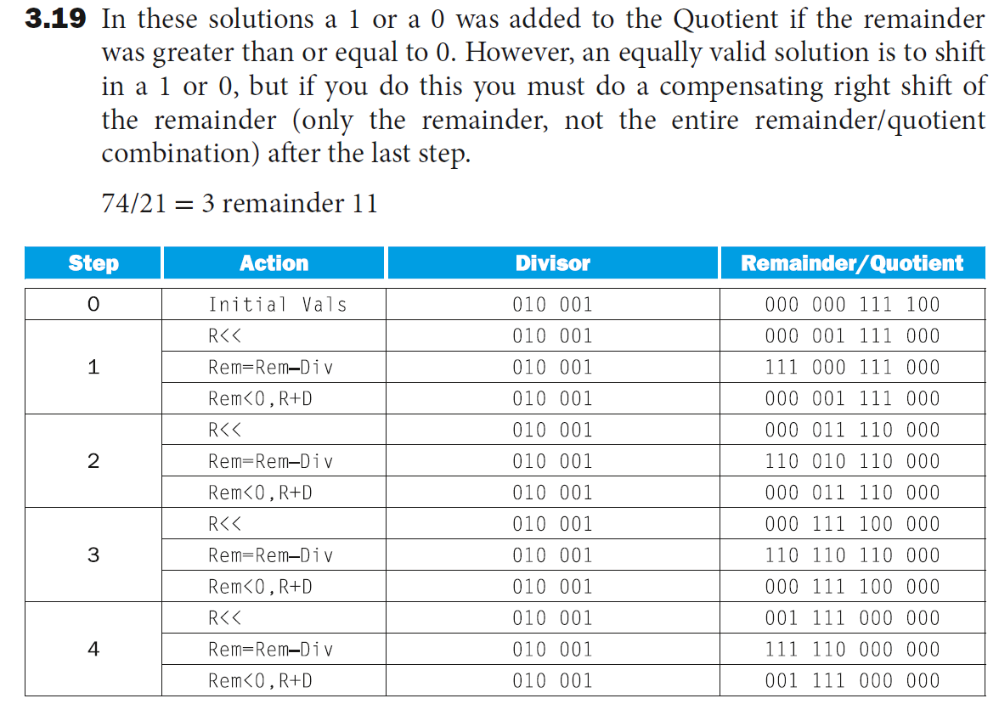 3.19 In these solutions a 1 or a 0 was added to the Quotient if the remainder
was greater than or equal to 0. However, an equally valid solution is to shift
in a 1 or 0, but if you do this you must do a compensating right shift of
the remainder (only the remainder, not the entire remainder/quotient
combination) after the last step.
74/21 = 3 remainder 11
Step Action Divisor Remainder/Quotient
0 Initial Vals 010 001 000 000 111 100
R<< 010 001 000 001 111 000
1 Rem=Rem–Div 010 001 111 000 111 000
Rem<0,R+D 010 001 000 001 111 000
R<< 010 001 000 011 110 000
2 Rem=Rem–Div 010 001 110 010 110 000
Rem<0,R+D 010 001 000 011 110 000
R<< 010 001 000 111 100 000
3 Rem=Rem–Div 010 001 110 110 110 000
Rem<0,R+D 010 001 000 111 100 000
R<< 010 001 001 111 000 000
4 Rem=Rem–Div 010 001 111 110 000 000
Rem<0,R+D 010 001 001 111 000 000